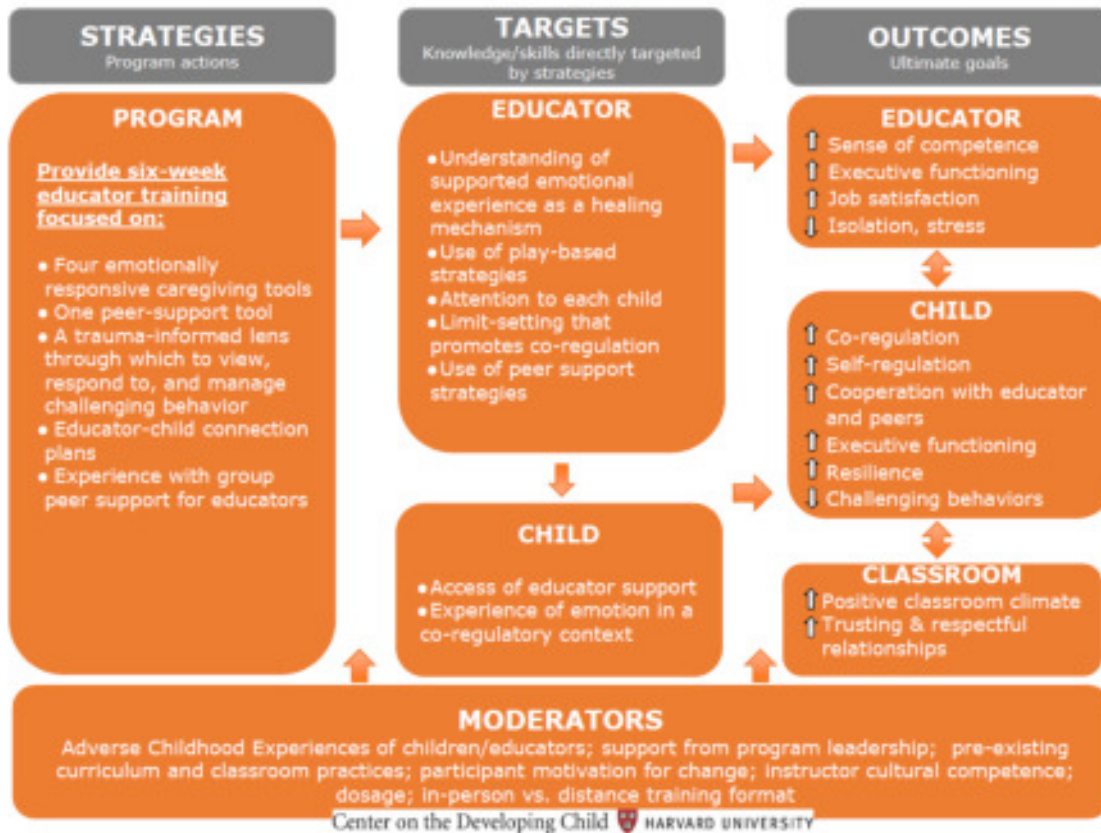 STRATEGIES
Program actions
PROGRAM
Provide six-week
educator training
focused on:
● Four emotionally
responsive caregiving tools
● One peer-support tool
● A trauma-informed lens
through which to view,
respond to, and manage
challenging behavior
● Educator-child connection
plans
● Experience with group
peer support for educators
TARGETS
Knowledge/skills directly targeted
by strategies
EDUCATOR
● Understanding of
supported emotional
experience as a healing
mechanism
● Use of play-based
strategies
● Attention to each child
● Limit-setting that
promotes co-regulation
● Use of peer support
strategies
CHILD
● Access of educator support
● Experience of emotion in a
co-regulatory context
OUTCOMES
Ultimate goals
EDUCATOR
⇑ Sense of competence
⇑ Executive functioning
⇑ Job satisfaction
⇓ Isolation, stress
CHILD
⇑ Co-regulation
⇑ Self-regulation
⇑ Cooperation with educator
and peers
⇑ Executive functioning
⇑ Resilience
⇓ Challenging behaviors
CLASSROOM
⇑ Positive classroom climate
⇑ Trusting & respectful
relationships
MODERATORS
Adverse Childhood Experiences of children/educators; support from program leadership; pre-existing
curriculum and classroom practices; participant motivation for change; instructor cultural competence;
dosage; in-person vs. distance training format
Center on the Developing Child HARVARD UNIVERSITY